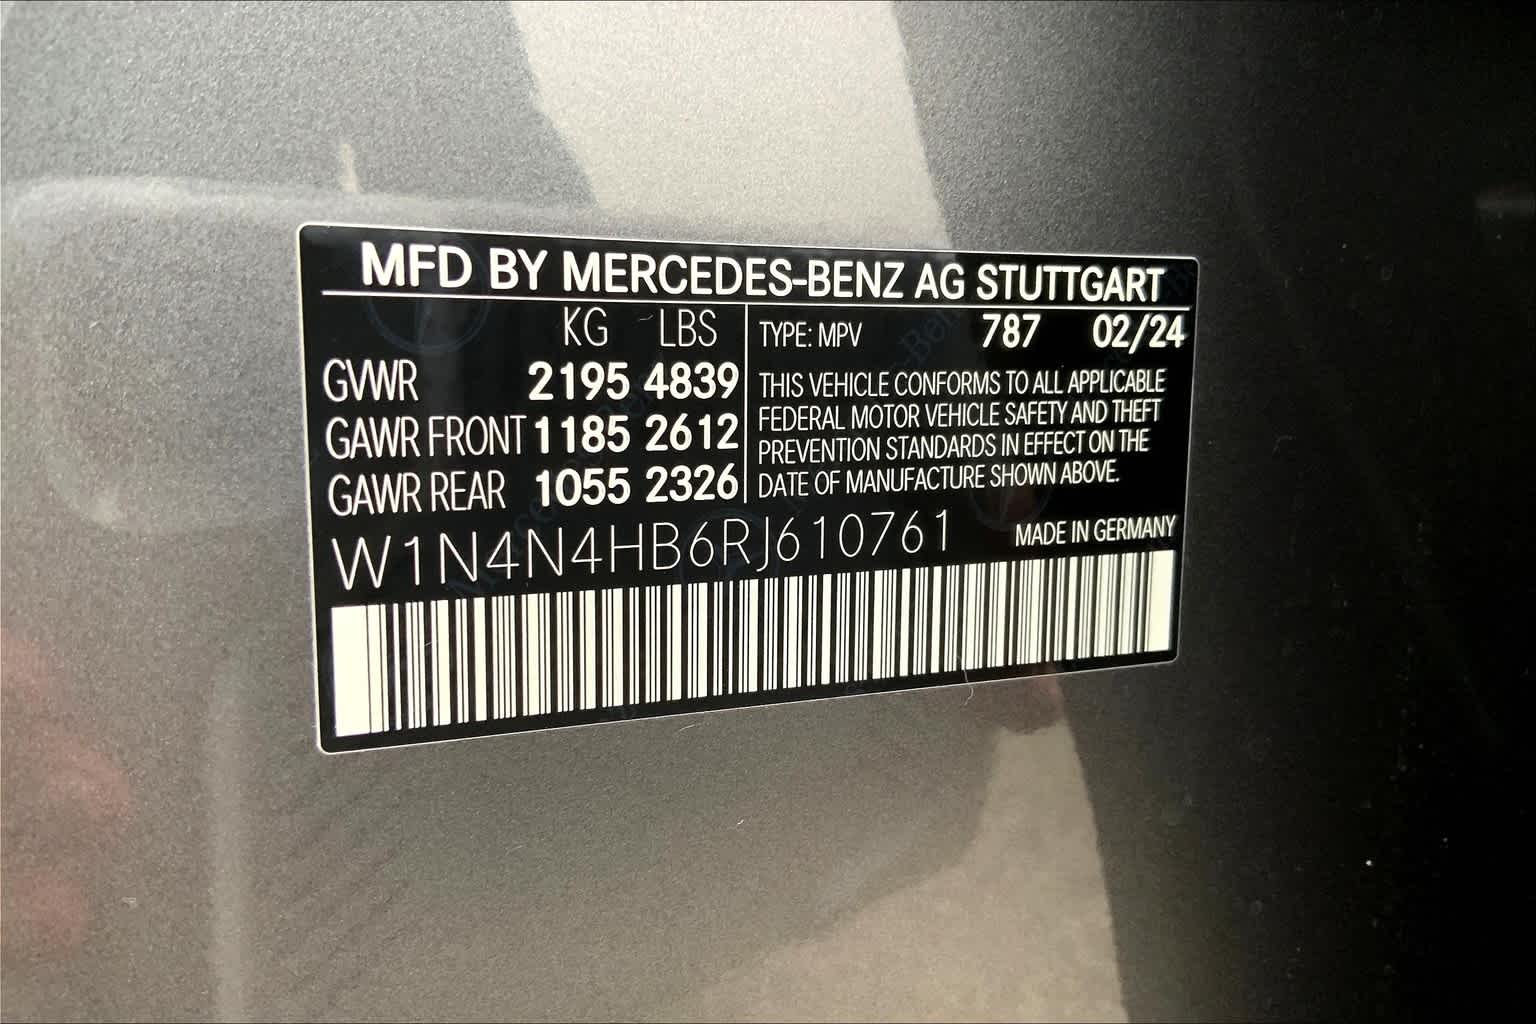 MFD BY MERCEDES-BENZ AG STUTTGART
KG LBS
GVWR 2195 4839
GAWR FRONT 1185 2612
GAWR REAR 1055 2326
TYPE: MPV 787 02/24
THIS VEHICLE CONFORMS TO ALL APPLICABLE
FEDERAL MOTOR VEHICLE SAFETY AND THEFT
PREVENTION STANDARDS IN EFFECT ON THE
DATE OF MANUFACTURE SHOWN ABOVE.
W1N4N4HB6RJ610761
MADE IN GERMANY